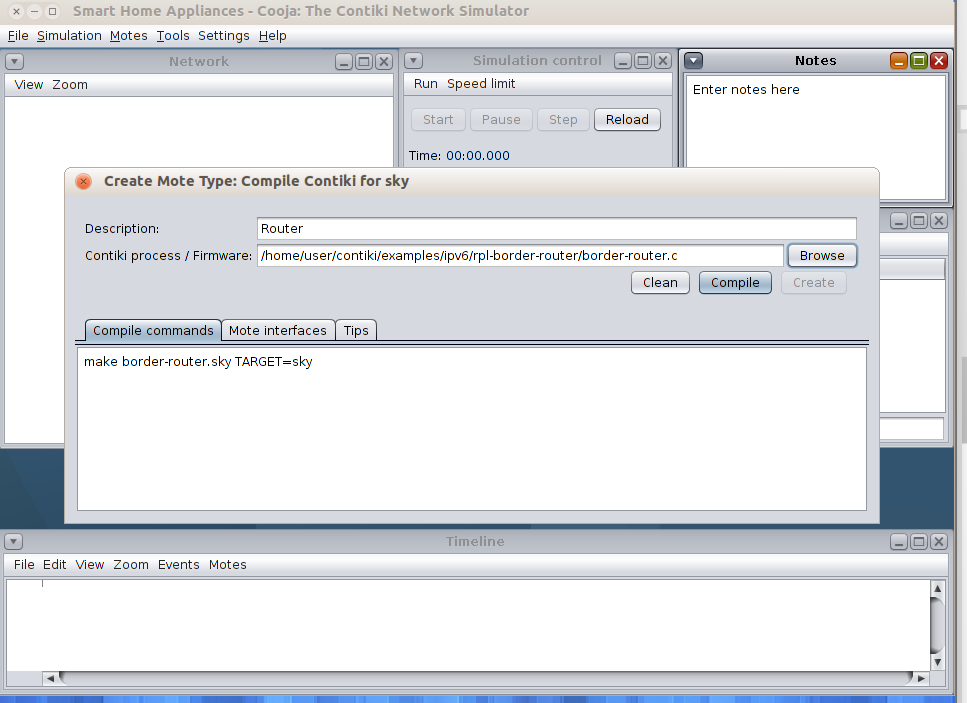 Smart Home Appliances - Cooja: The Contiki Network Simulator
File Simulation Motes Tools Settings Help
Network
View Zoom
Simulation control
Run Speed limit
Start Pause Step Reload
Time: 00:00.000
Notes
Enter notes here
Create Mote Type: Compile Contiki for sky
Description: Router
Contiki process / Firmware: /home/user/contiki/examples/ipv6/rpl-border-router/border-router.c Browse
Clean Compile Create
Compile commands Mote interfaces Tips
make border-router.sky TARGET=sky
Timeline
File Edit View Zoom Events Motes